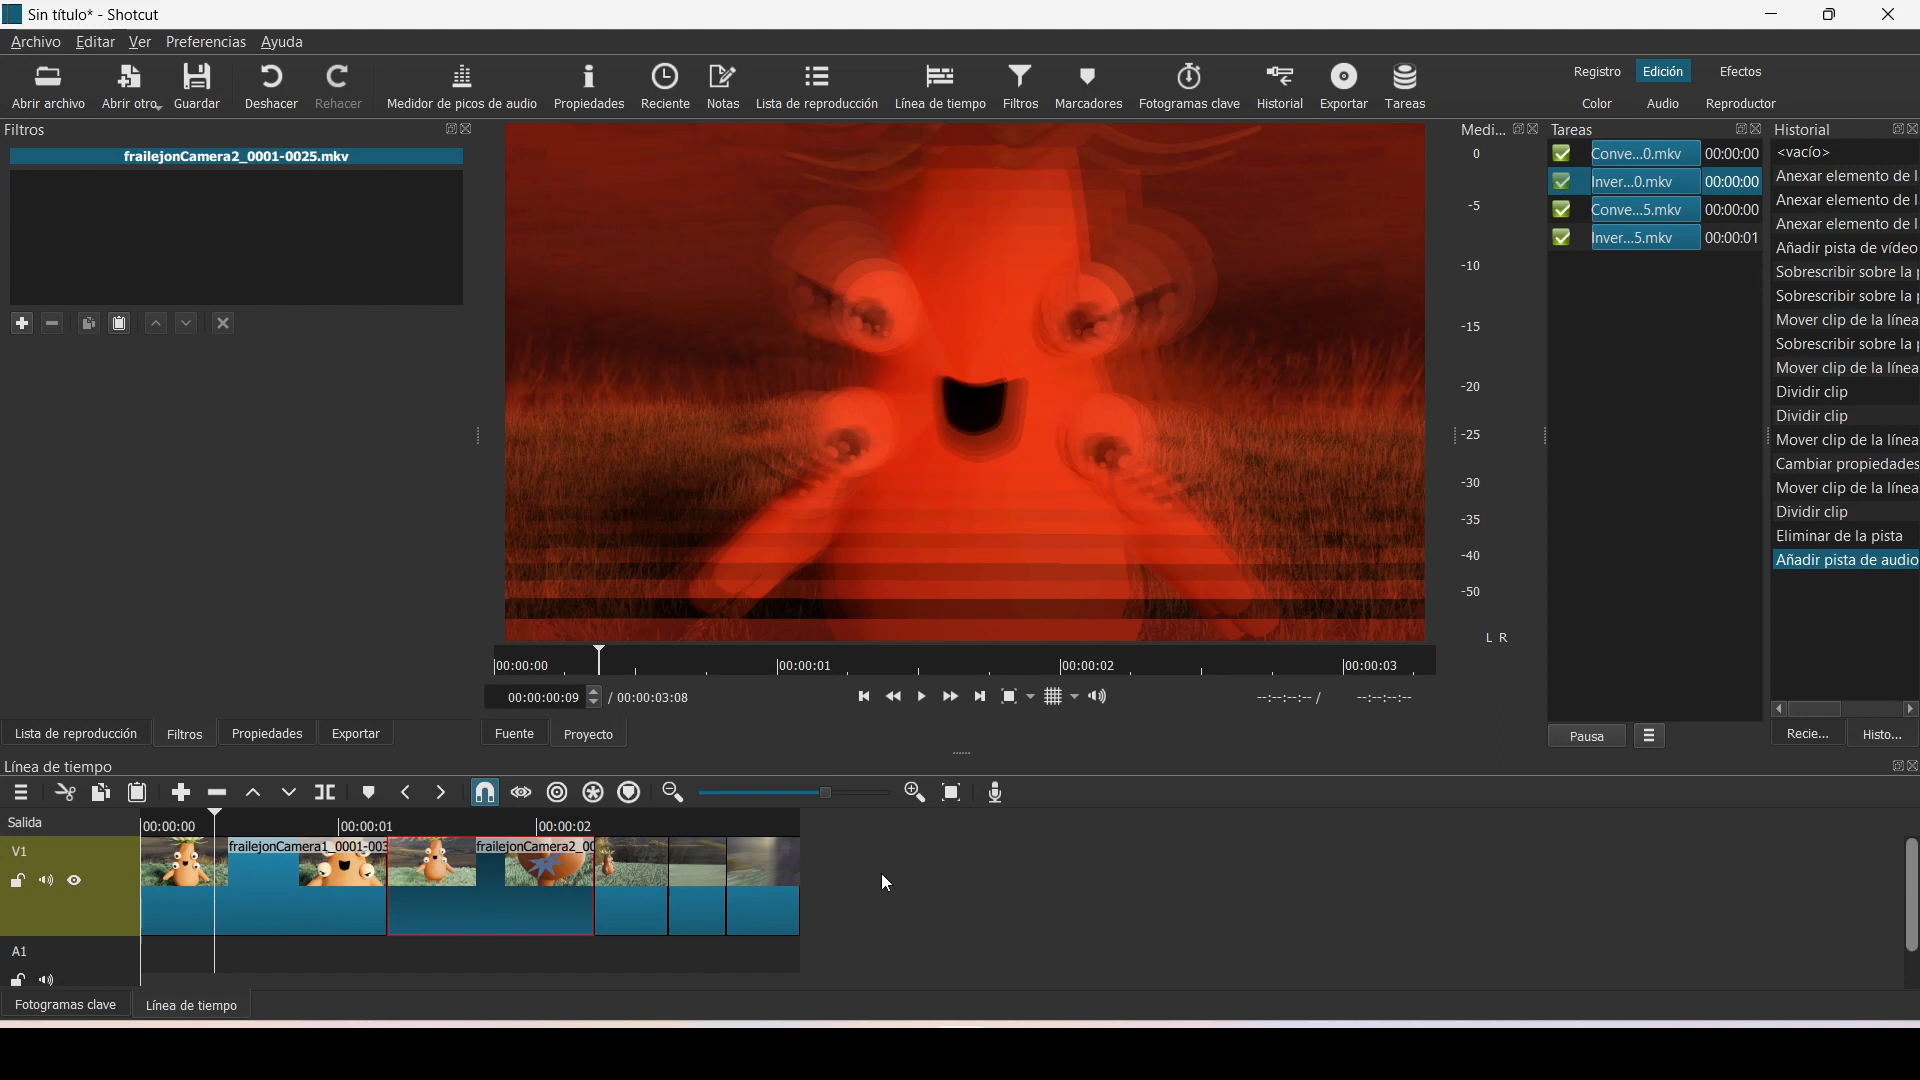 Sin título* - Shotcut
Archivo Editar Ver Preferencias Ayuda
Abrir archivo Abrir otro Guardar Deshacer Rehacer Medidor de picos de audio Propiedades Reciente Notas Lista de reproducción Línea de tiempo Filtros Marcadores Fotogramas clave Historial Exportar Tareas
Registro Edición Efectos
Color Audio Reproductor
Filtros
frailejonCamera2_0001-0025.mkv
Medi...
0
-5
-10
-15
-20
-25
-30
-35
-40
-50
L R
Tareas
Conve...0.mkv 00:00:00
Inver...0.mkv 00:00:00
Conve...5.mkv 00:00:00
Inver...5.mkv 00:00:01
Pausa
Historial
<vacío>
Anexar elemento de l
Anexar elemento de l
Anexar elemento de l
Añadir pista de vídeo
Sobrescribir sobre la p
Sobrescribir sobre la p
Mover clip de la línea
Sobrescribir sobre la p
Mover clip de la línea
Dividir clip
Dividir clip
Mover clip de la línea
Cambiar propiedades
Mover clip de la línea
Dividir clip
Eliminar de la pista
Añadir pista de audio
Recie... Histo...
00:00:00 00:00:01 00:00:02 00:00:03
00:00:00:09 / 00:00:03:08 --:--:--:-- / --:--:--:--
Lista de reproducción Filtros Propiedades Exportar
Fuente Proyecto
Línea de tiempo
Salida
00:00:00 00:00:01 00:00:02
V1
frailejonCamera1_0001-003 frailejonCamera2_00
A1
Fotogramas clave Línea de tiempo